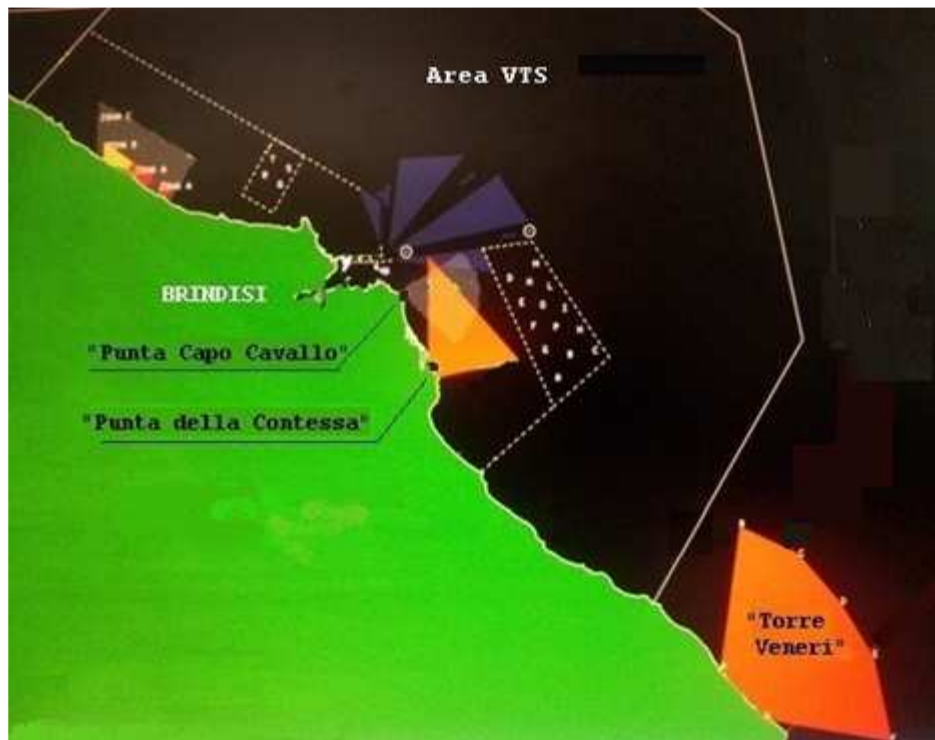 Area VTS
BRINDISI
"Punta Capo Cavallo"
"Punta della Contessa"
"Torre
Veneri"